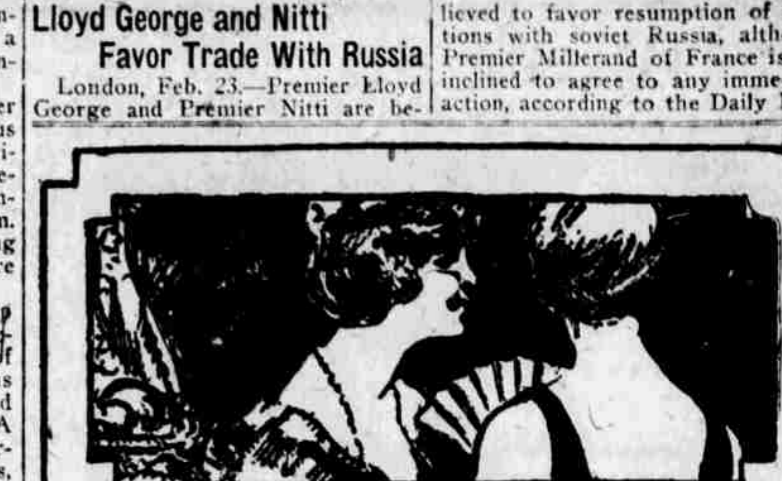 Lloyd George and Nitti
Favor Trade With Russia
London, Feb. 23.—Premier Lloyd
George and Premier Nitti are be-
lieved to favor resumption of
tions with soviet Russia, alth
Premier Millerand of France is
inclined to agree to any imme
action, according to the Daily